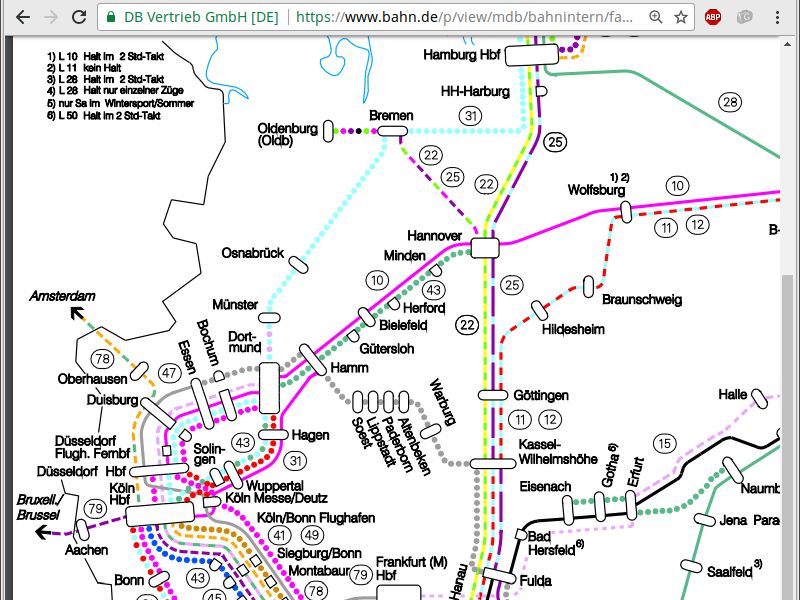 DB Vertrieb GmbH [DE]
https://www.bahn.de/p/view/mdb/bahnintern/fa...
ABP
1) L 10 Halt im 2 Std-Takt
2) L 11 kein Halt
3) L 28 Halt im 2 Std-Takt
4) L 28 Halt nur einzelner Züge
5) nur Sa im Wintersport/Sommer
6) L 50 Halt im 2 Std-Takt
Hamburg Hbf
HH-Harburg
28
Bremen
31
Oldenburg
(Oldb)
25
22
25
22
1) 2)
Wolfsburg
10
11
12
B-
Hannover
Minden
Osnabrück
10
43
25
Amsterdam
Braunschweig
Münster
Herford
Bielefeld
22
Hildesheim
Dort-
mund
Gütersloh
78
47
Bochum
Essen
Hamm
Oberhausen
Duisburg
Soest
Lippstadt
Paderborn
Altenbeken
Warburg
Göttingen
Halle
11
12
Düsseldorf
Flugh. Fernbf
Solin-
gen
43
Hagen
31
Kassel-
Wilhelmshöhe
15
Düsseldorf Hbf
Wuppertal
Köln
Hbf
Köln Messe/Deutz
Eisenach
Gotha 6)
Erfurt
Naumb
Bruxell./
Brussel
79
Köln/Bonn Flughafen
41
49
Jena Para
Aachen
Siegburg/Bonn
Montabaur
79
Frankfurt (M)
Hbf
Bad
Hersfeld 6)
Saalfeld 3)
Bonn
43
45
78
Hanau
Fulda